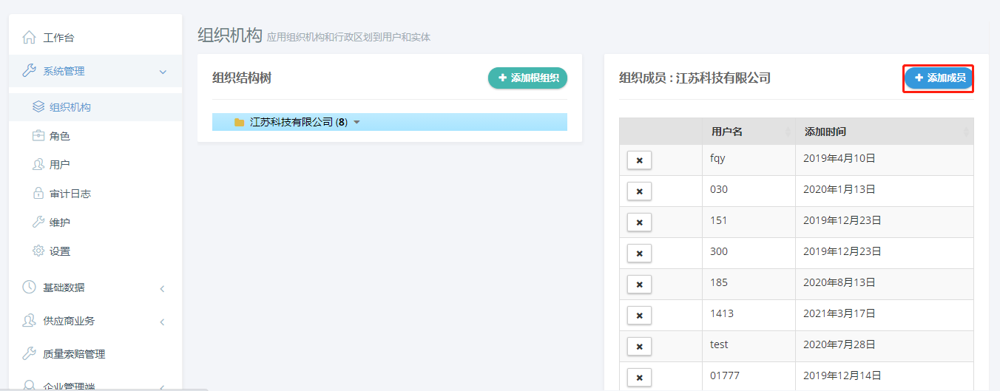 工作台
系统管理
组织机构
角色
用户
审计日志
维护
设置
基础数据
供应商业务
质量索赔管理
企业管理端
组织机构 应用组织机构和行政区划到用户和实体
组织结构树
添加根组织
江苏科技有限公司 (8)
组织成员 : 江苏科技有限公司
添加成员
用户名 添加时间
fqy 2019年4月10日
030 2020年1月13日
151 2019年12月23日
300 2019年12月23日
185 2020年8月13日
1413 2021年3月17日
test 2020年7月28日
01777 2019年12月14日